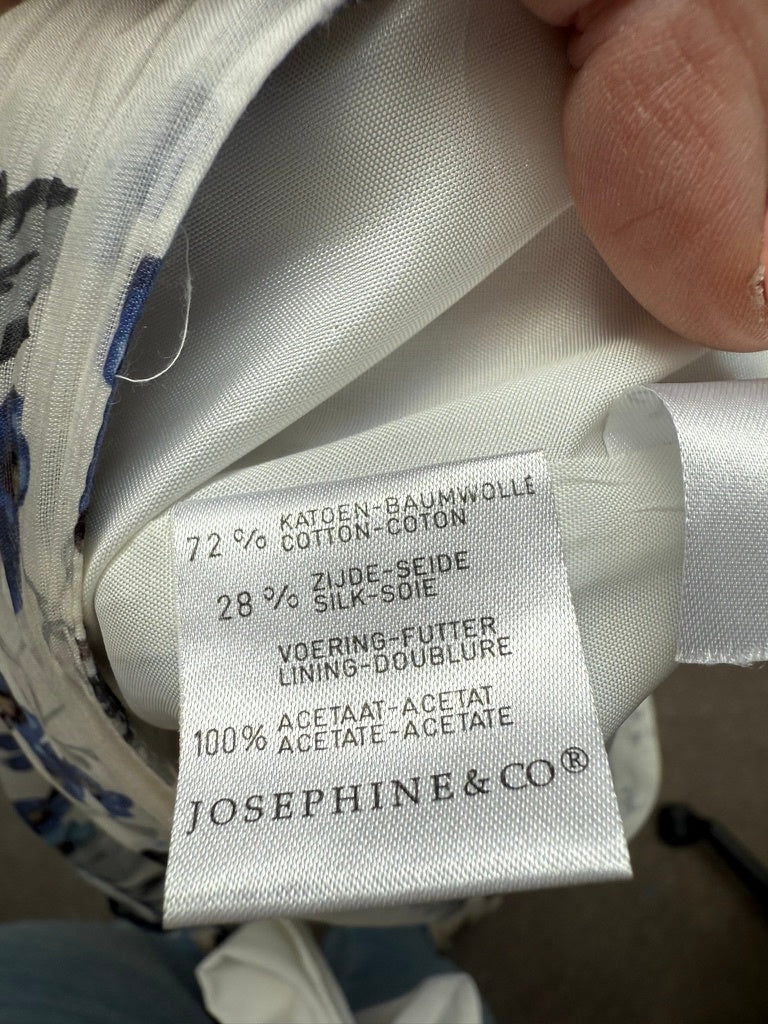 72 % KATOEN-BAUMWOLLE
COTTON-COTON
28 % ZIJDE-SEIDE
SILK-SOIE
VOERING-FUTTER
LINING-DOUBLURE
100% ACETAAT-ACETAT
ACETATE-ACETATE
JOSEPHINE & CO®